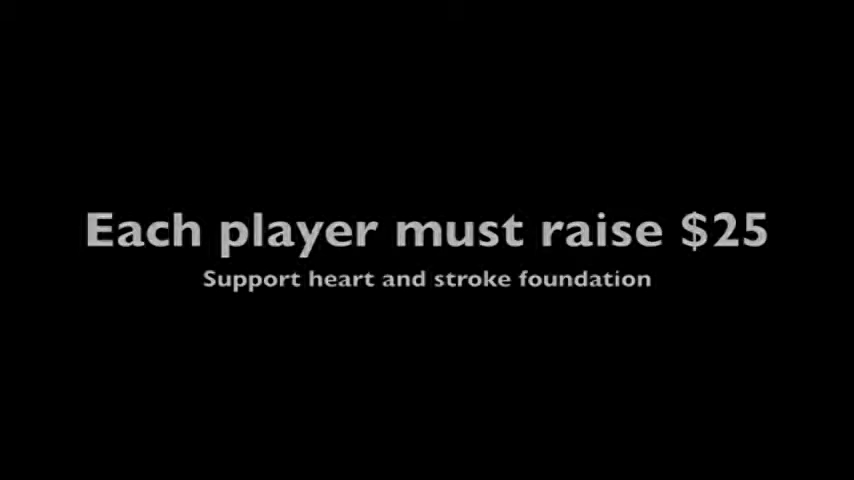 Each player must raise $25
Support heart and stroke foundation